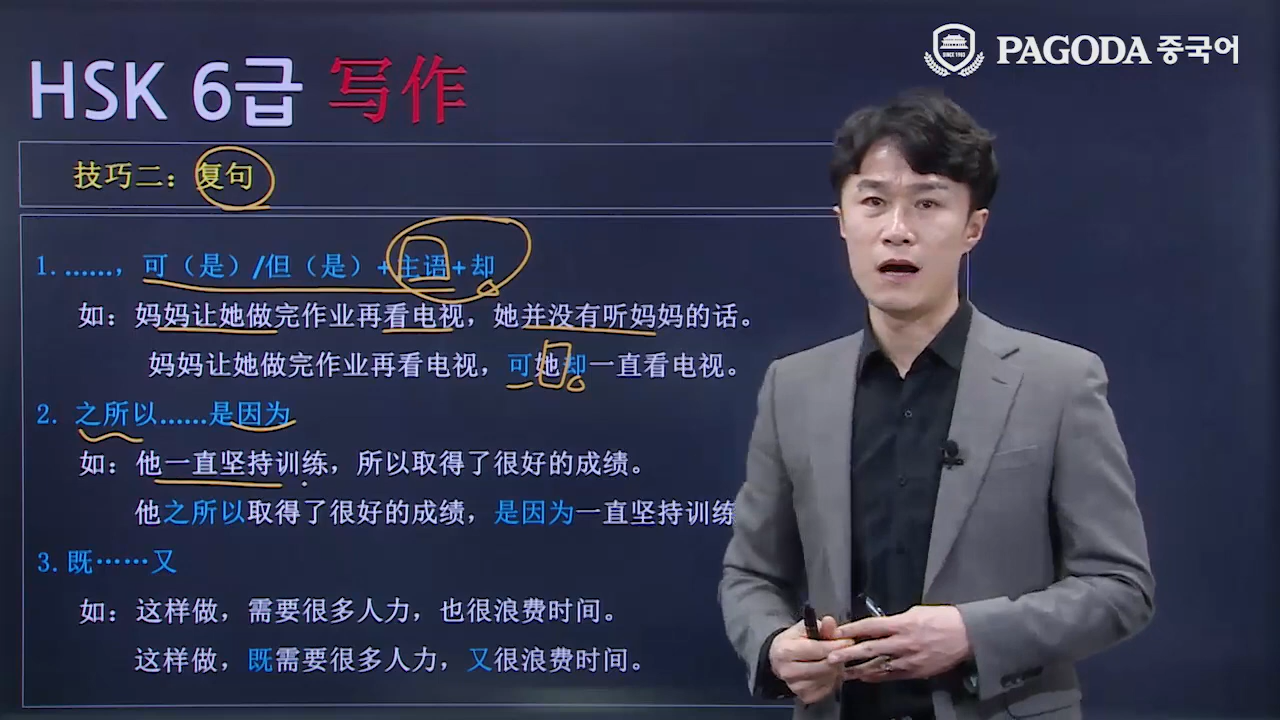 PAGODA 중국어
SINCE 1983
HSK 6급 写作
技巧二：复句
1. ......，可（是）/但（是）+主语+却
如：妈妈让她做完作业再看电视，她并没有听妈妈的话。
妈妈让她做完作业再看电视，可她却一直看电视。
2. 之所以......是因为
如：他一直坚持训练，所以取得了很好的成绩。
他之所以取得了很好的成绩，是因为一直坚持训练
3. 既……又
如：这样做，需要很多人力，也很浪费时间。
这样做，既需要很多人力，又很浪费时间。